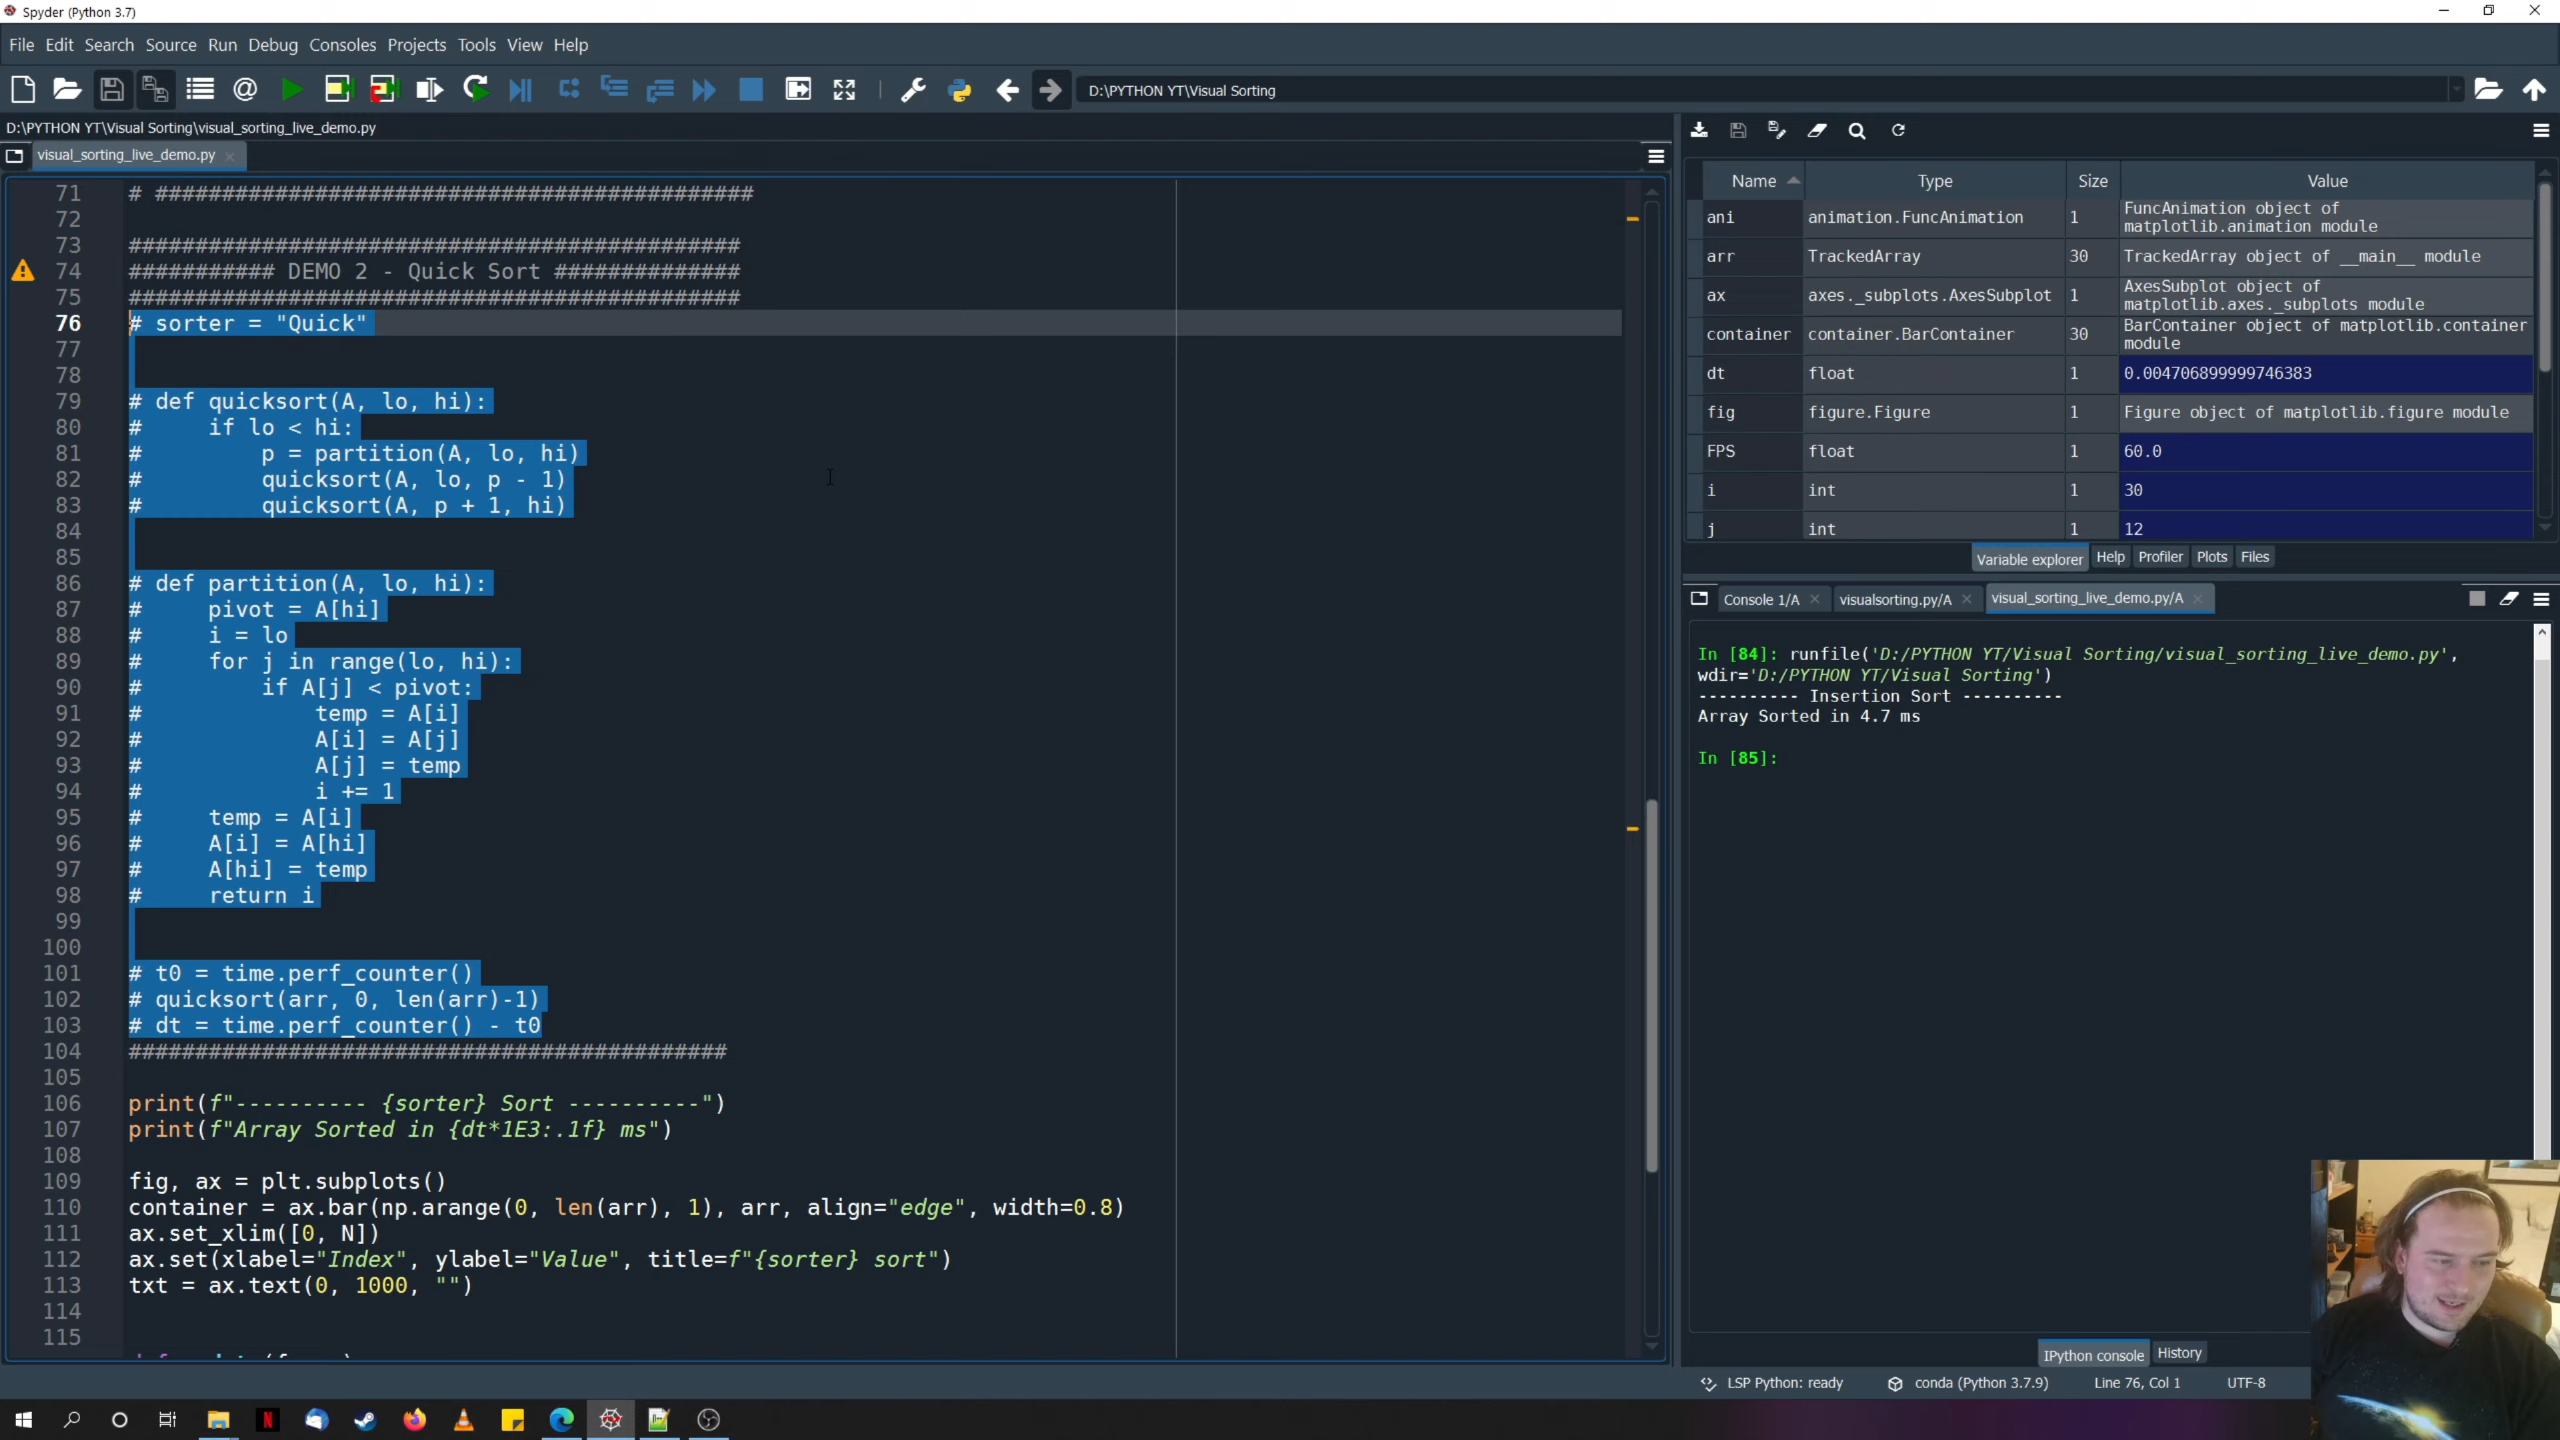 Spyder (Python 3.7)
File Edit Search Source Run Debug Consoles Projects Tools View Help
D:\PYTHON YT\Visual Sorting
D:\PYTHON YT\Visual Sorting\visual_sorting_live_demo.py
visual_sorting_live_demo.py
71 # #############################################
72
73 ##############################################
74 ########### DEMO 2 - Quick Sort ##############
75 ##############################################
76 # sorter = "Quick"
77
78
79 # def quicksort(A, lo, hi):
80 #     if lo < hi:
81 #         p = partition(A, lo, hi)
82 #         quicksort(A, lo, p - 1)
83 #         quicksort(A, p + 1, hi)
84
85
86 # def partition(A, lo, hi):
87 #     pivot = A[hi]
88 #     i = lo
89 #     for j in range(lo, hi):
90 #         if A[j] < pivot:
91 #             temp = A[i]
92 #             A[i] = A[j]
93 #             A[j] = temp
94 #             i += 1
95 #     temp = A[i]
96 #     A[i] = A[hi]
97 #     A[hi] = temp
98 #     return i
99
100
101 # t0 = time.perf_counter()
102 # quicksort(arr, 0, len(arr)-1)
103 # dt = time.perf_counter() - t0
104 #############################################
105
106 print(f"---------- {sorter} Sort ----------")
107 print(f"Array Sorted in {dt*1E3:.1f} ms")
108
109 fig, ax = plt.subplots()
110 container = ax.bar(np.arange(0, len(arr), 1), arr, align="edge", width=0.8)
111 ax.set_xlim([0, N])
112 ax.set(xlabel="Index", ylabel="Value", title=f"{sorter} sort")
113 txt = ax.text(0, 1000, "")
114
115
Name Type Size Value
ani animation.FuncAnimation 1 FuncAnimation object of
matplotlib.animation module
arr TrackedArray 30 TrackedArray object of __main__ module
ax axes._subplots.AxesSubplot 1 AxesSubplot object of
matplotlib.axes._subplots module
container container.BarContainer 30 BarContainer object of matplotlib.container
module
dt float 1 0.004706899999746383
fig figure.Figure 1 Figure object of matplotlib.figure module
FPS float 1 60.0
i int 1 30
j int 1 12
Variable explorer Help Profiler Plots Files
Console 1/A visualsorting.py/A visual_sorting_live_demo.py/A
In [84]: runfile('D:/PYTHON YT/Visual Sorting/visual_sorting_live_demo.py',
wdir='D:/PYTHON YT/Visual Sorting')
---------- Insertion Sort ----------
Array Sorted in 4.7 ms
In [85]:
IPython console History
LSP Python: ready conda (Python 3.7.9) Line 76, Col 1 UTF-8